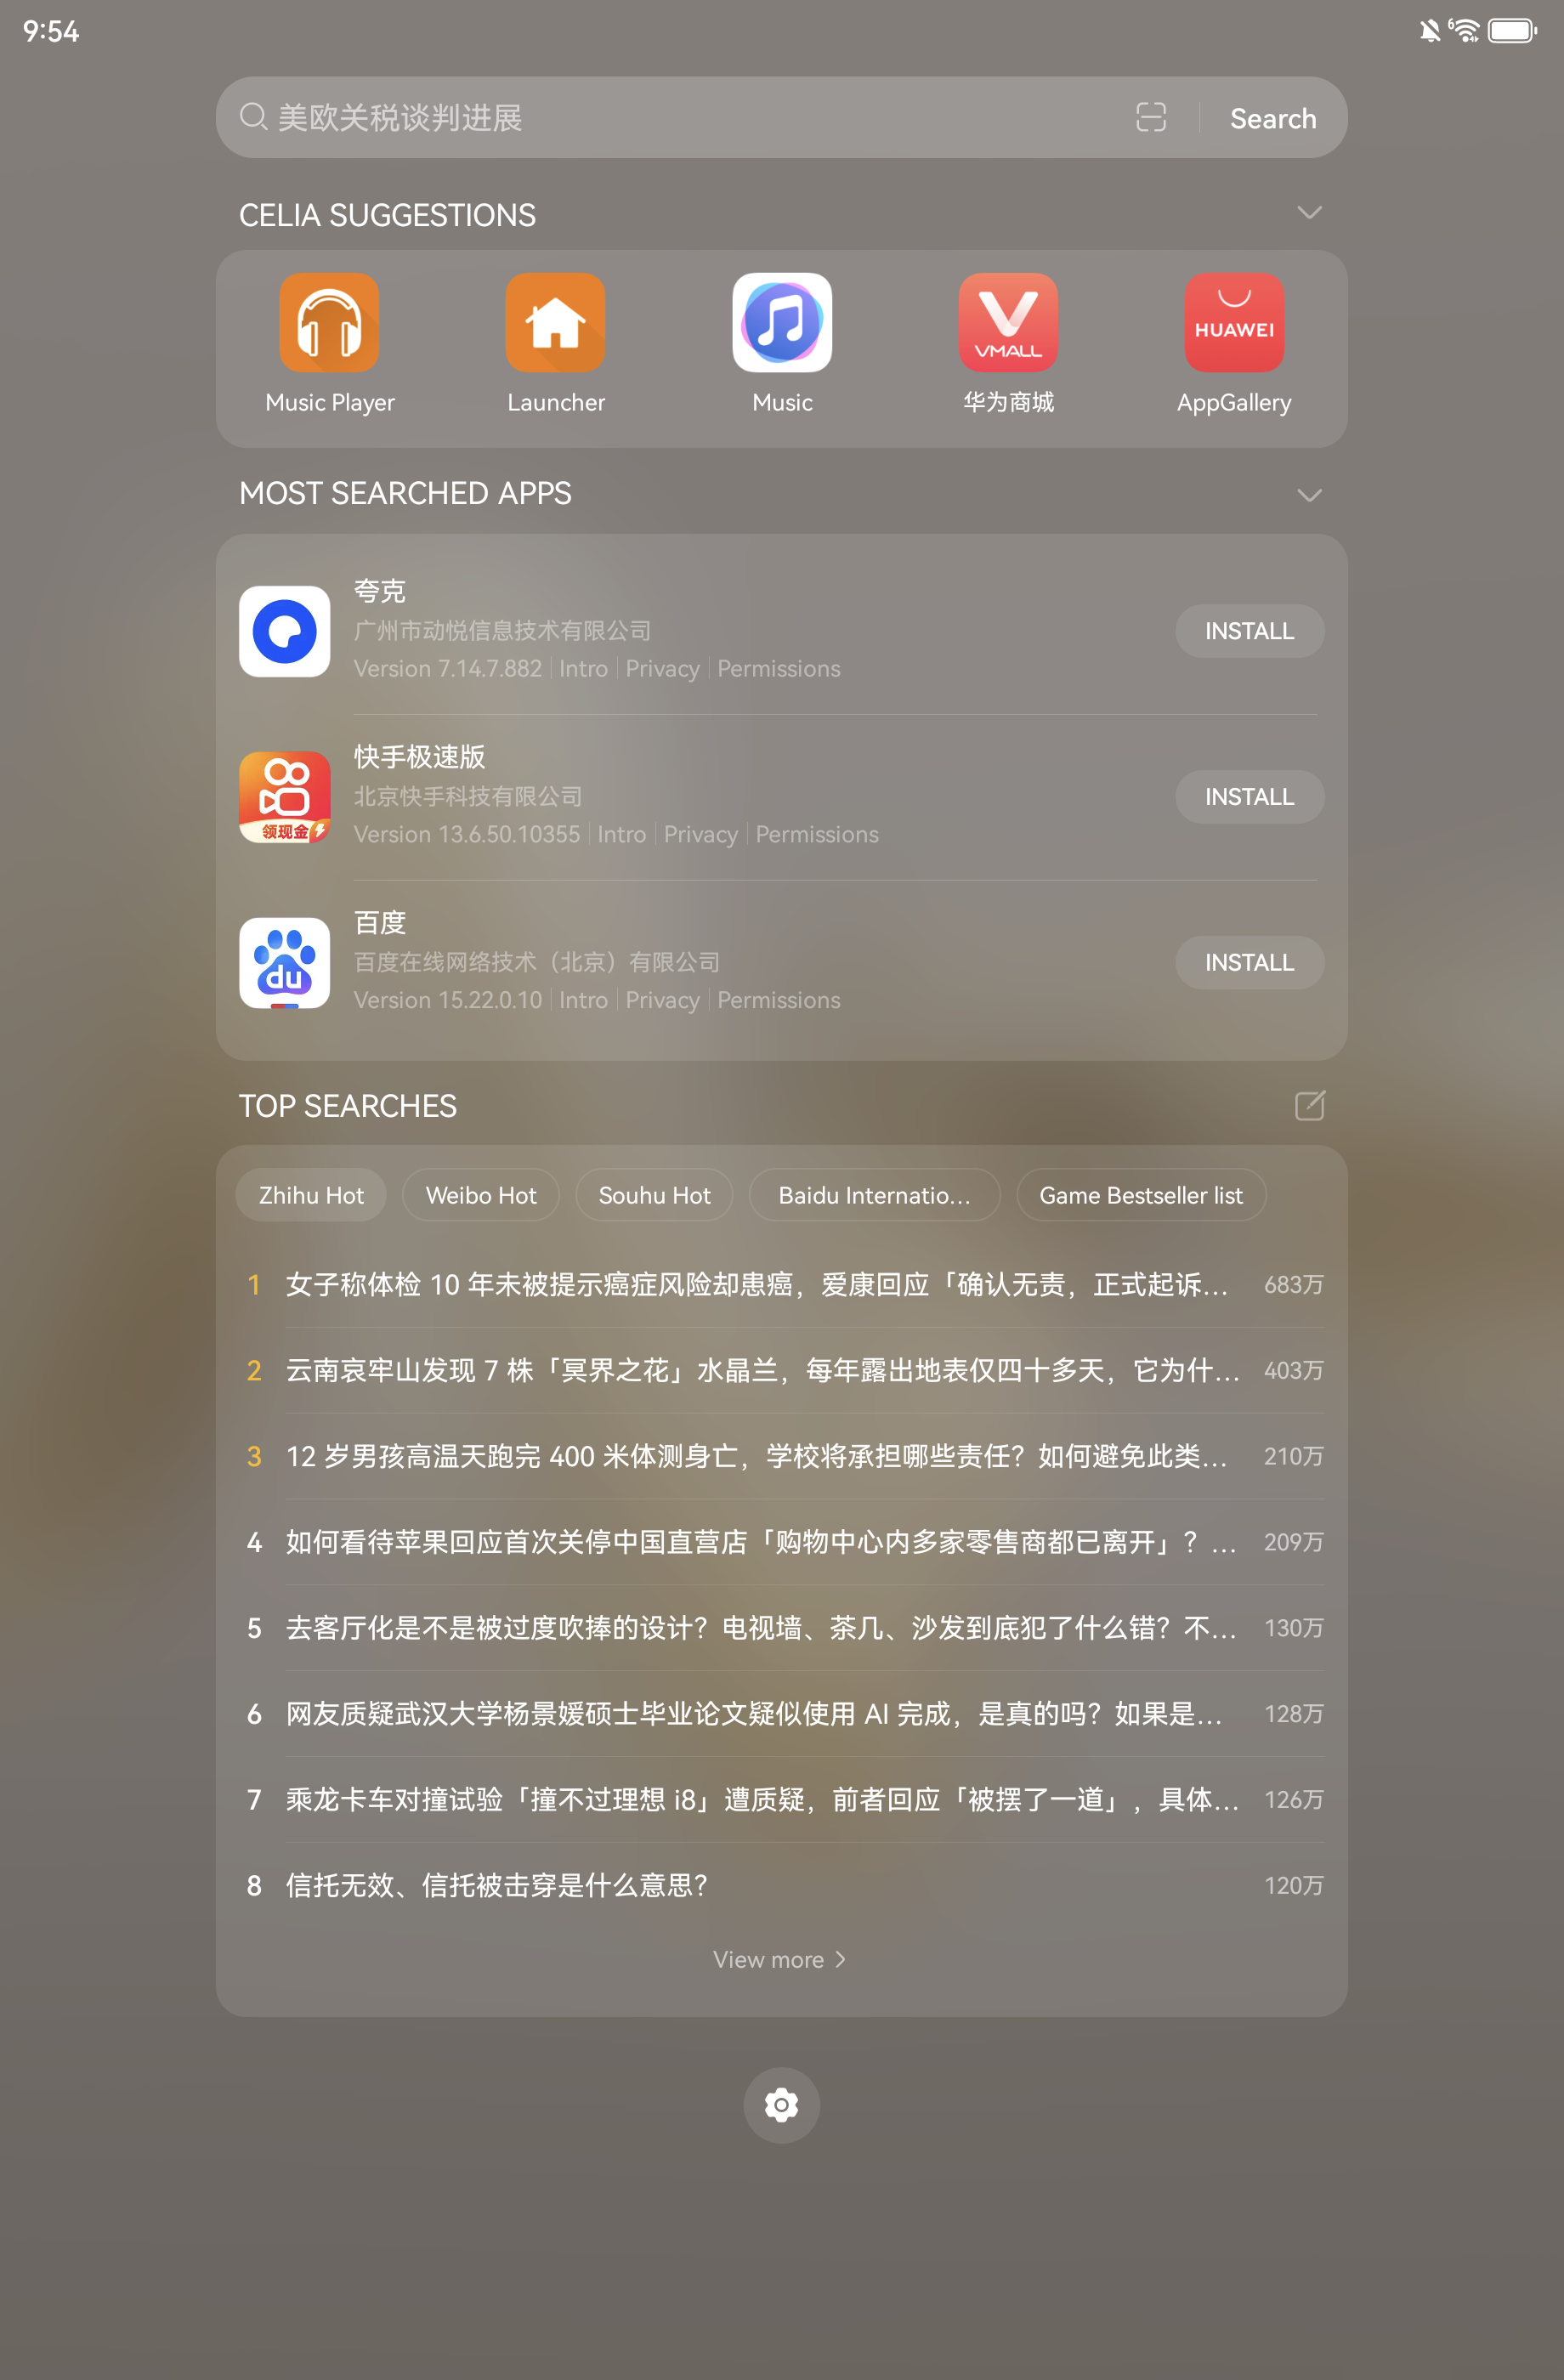 9:54
6
美欧关税谈判进展
Search
CELIA SUGGESTIONS
VMALL
HUAWEI
Music Player
Launcher
Music
华为商城
AppGallery
MOST SEARCHED APPS
夸克
广州市动悦信息技术有限公司
Version 7.14.7.882 | Intro | Privacy | Permissions
INSTALL
快手极速版
北京快手科技有限公司
Version 13.6.50.10355 | Intro | Privacy | Permissions
领现金
INSTALL
百度
百度在线网络技术（北京）有限公司
Version 15.22.0.10 | Intro | Privacy | Permissions
du
INSTALL
TOP SEARCHES
Zhihu Hot
Weibo Hot
Souhu Hot
Baidu Internatio...
Game Bestseller list
1 女子称体检 10 年未被提示癌症风险却患癌，爱康回应「确认无责，正式起诉... 683万
2 云南哀牢山发现 7 株「冥界之花」水晶兰，每年露出地表仅四十多天，它为什... 403万
3 12 岁男孩高温天跑完 400 米体测身亡，学校将承担哪些责任？如何避免此类... 210万
4 如何看待苹果回应首次关停中国直营店「购物中心内多家零售商都已离开」？... 209万
5 去客厅化是不是被过度吹捧的设计？电视墙、茶几、沙发到底犯了什么错？不... 130万
6 网友质疑武汉大学杨景媛硕士毕业论文疑似使用 AI 完成，是真的吗？如果是... 128万
7 乘龙卡车对撞试验「撞不过理想 i8」遭质疑，前者回应「被摆了一道」，具体... 126万
8 信托无效、信托被击穿是什么意思？ 120万
View more